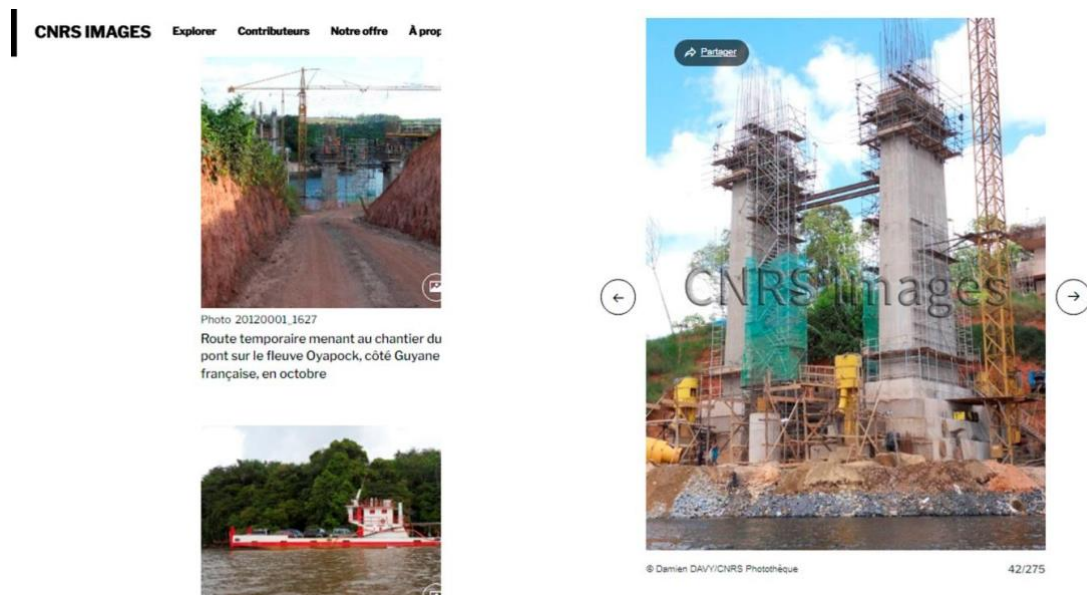 CNRS IMAGES Explorer Contributeurs Notre offre À prop
Photo 20120001_1627
Route temporaire menant au chantier du
pont sur le fleuve Oyapock, côté Guyane
française, en octobre
Partager
CNRS Images
© Damien DAVY/CNRS Photothèque
42/275